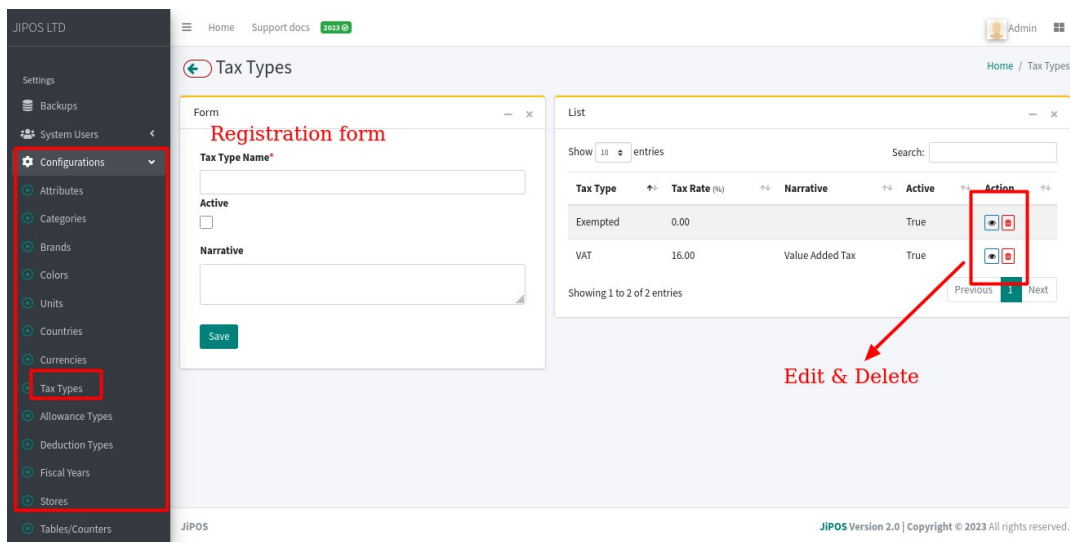 JIPOS LTD
Home Support docs 2023
Admin
Settings
Backups
System Users
Configurations
Attributes
Categories
Brands
Colors
Units
Countries
Currencies
Tax Types
Allowance Types
Deduction Types
Fiscal Years
Stores
Tables/Counters
Tax Types
Home / Tax Types
Form
Registration form
Tax Type Name*
Active
Narrative
Save
List
Show 10 entries
Search:
Tax Type Tax Rate (%) Narrative Active Action
Exempted 0.00 True
VAT 16.00 Value Added Tax True
Showing 1 to 2 of 2 entries
Previous 1 Next
Edit & Delete
JiPOS
JiPOS Version 2.0 | Copyright © 2023 All rights reserved.